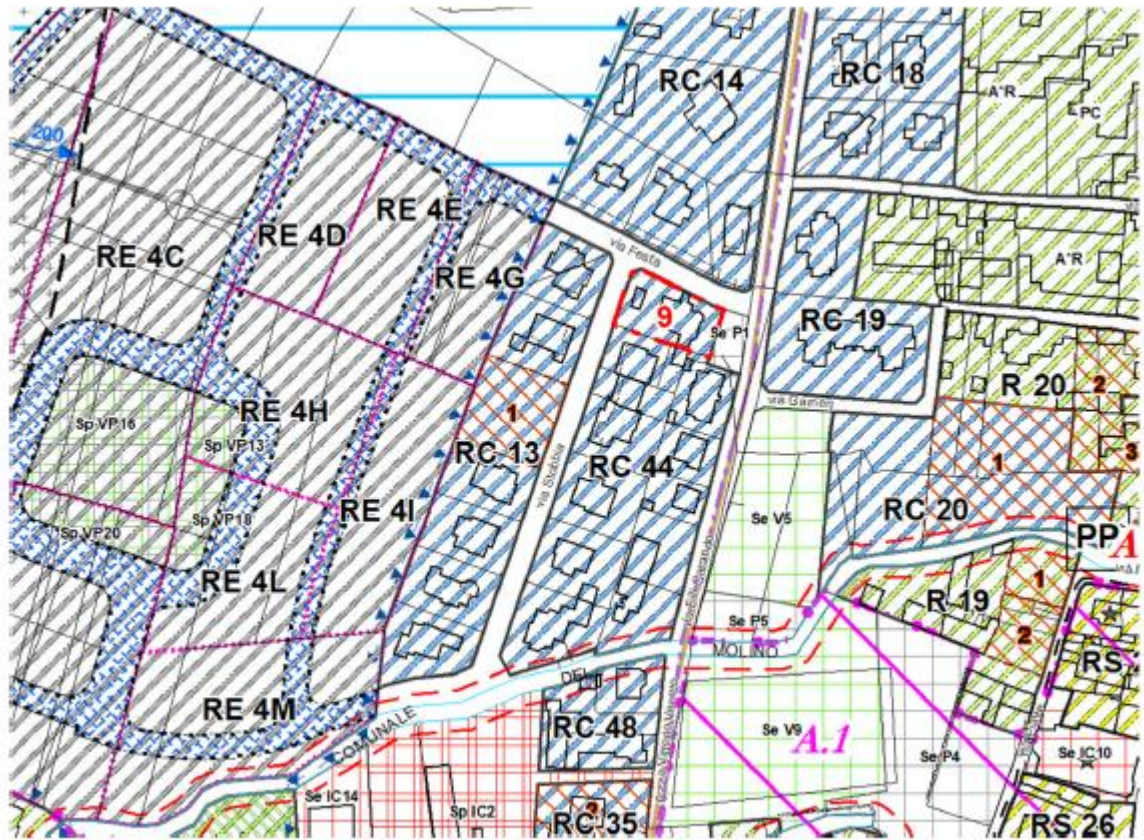 RC 14
RC 18
A*R
PC
200
RE 4D
RE 4E
RE 4C
RE 4G
via Festa
A*R
9
Se P1
RC 19
R 20
2
via Gameri
RE 4H
1
Sp VP16
Sp VP13
RC 13
RC 44
1
3
via Stobbia
Se V5
RE 4I
RC 20
Sp VP18
Sp VP20
PP
A
RE 4L
1
R 19
Se P5
2
MOLINO
RS
DEL
RE 4M
COMUNALE
RC 48
Se V9
A.1
Se P4
Se IC10
Se IC14
Sp IC2
RC 35
RS 26